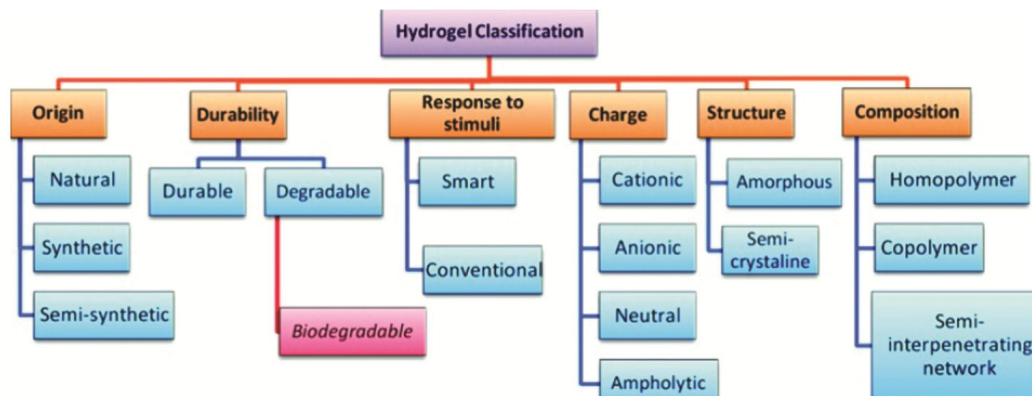 Hydrogel Classification
Origin
Durability
Response to
stimuli
Charge
Structure
Composition
Natural
Synthetic
Semi-synthetic
Durable
Degradable
Biodegradable
Smart
Conventional
Cationic
Anionic
Neutral
Ampholytic
Amorphous
Semi-
crystaline
Homopolymer
Copolymer
Semi-
interpenetrating
network